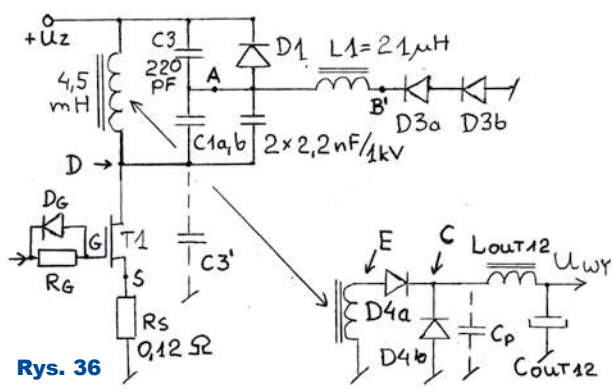 +Uz
C3
220
pF
D1
L1=21μH
4,5
mH
A
B'
D3a
D3b
C1a,b
2×2,2nF/1kV
D
DG
G
T1
RG
S
C3'
RS
0,12 Ω
E
C
LOUT12
UWY
D4a
D4b
Cp
COUT12
Rys. 36